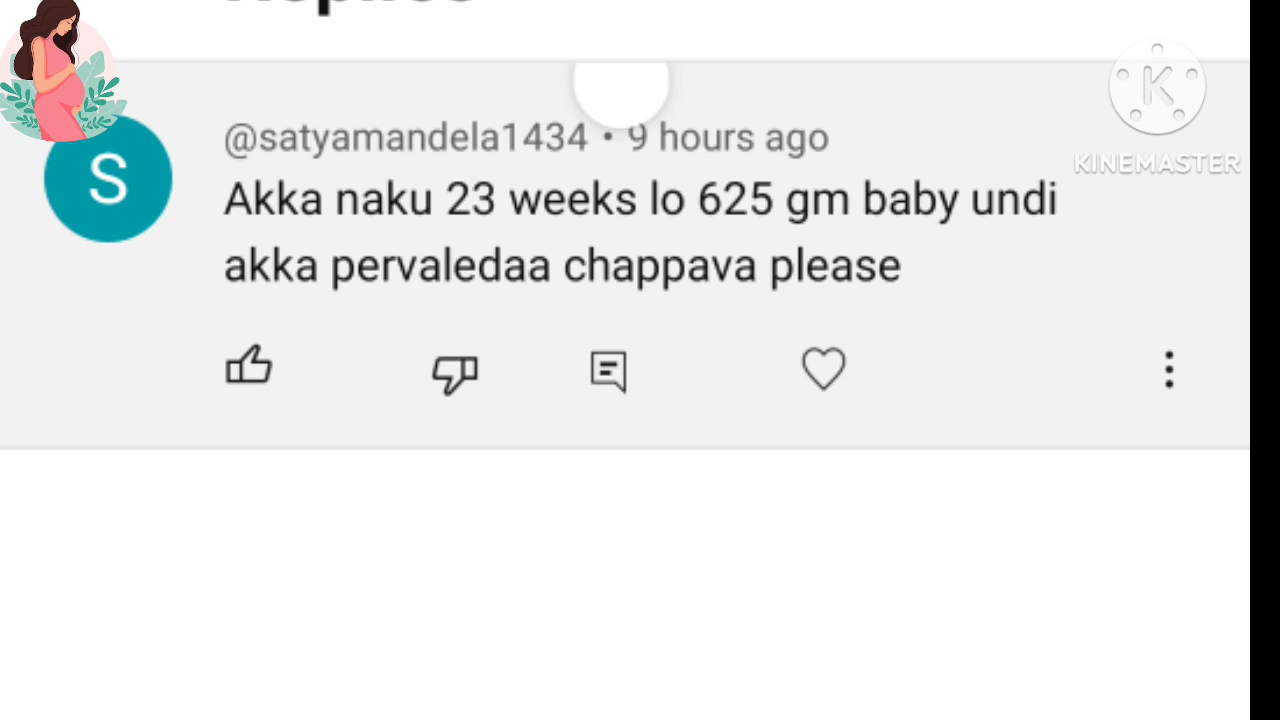 @satyamandela1434 • 9 hours ago
Akka naku 23 weeks lo 625 gm baby undi
akka pervaledaa chappava please
S
K
KINEMASTER